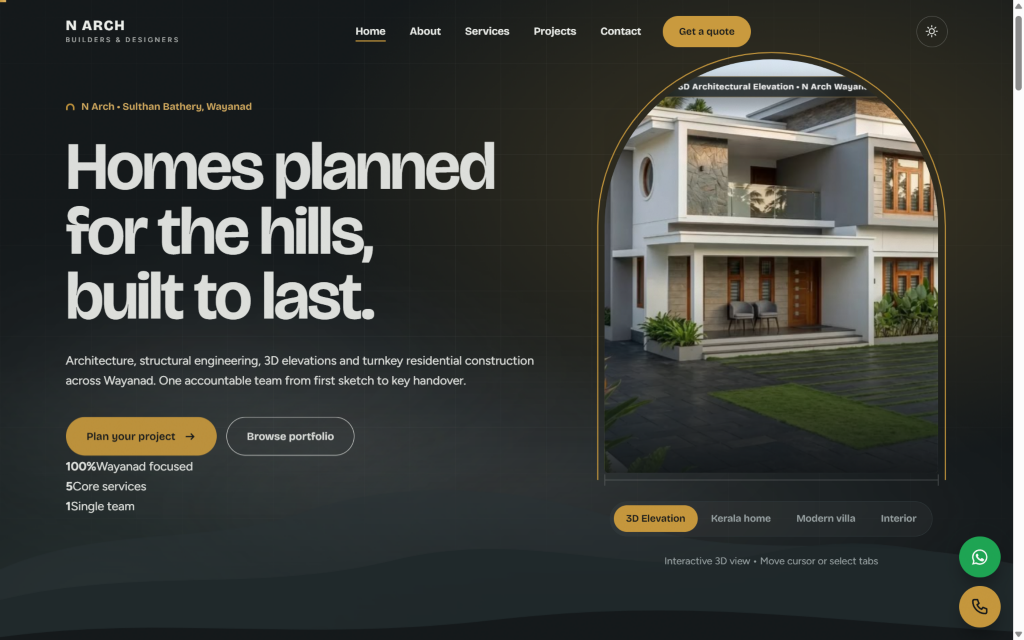 N ARCH
BUILDERS & DESIGNERS
Home
About
Services
Projects
Contact
Get a quote
N Arch • Sulthan Bathery, Wayanad
Homes planned
for the hills,
built to last.
Architecture, structural engineering, 3D elevations and turnkey residential construction
across Wayanad. One accountable team from first sketch to key handover.
Plan your project →
Browse portfolio
100%Wayanad focused
5Core services
1Single team
3D Architectural Elevation • N Arch Wayan
3D Elevation
Kerala home
Modern villa
Interior
Interactive 3D view • Move cursor or select tabs